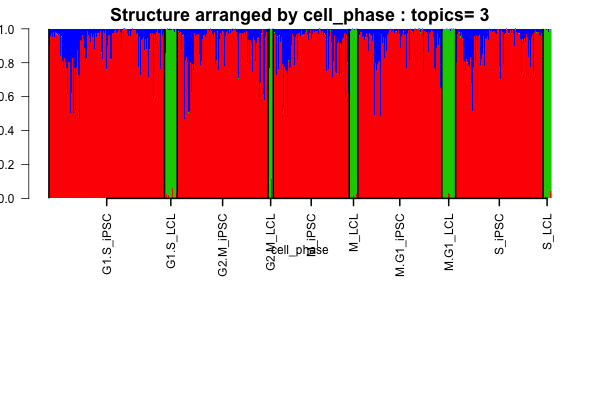 Structure arranged by cell_phase : topics= 3
1.0
0.8
0.6
0.4
0.2
0.0
G1.S_iPSC
G1.S_LCL
G2.M_iPSC
G2.M_LCL
M_iPSC
M_LCL
M.G1_iPSC
M.G1_LCL
S_iPSC
S_LCL
cell_phase